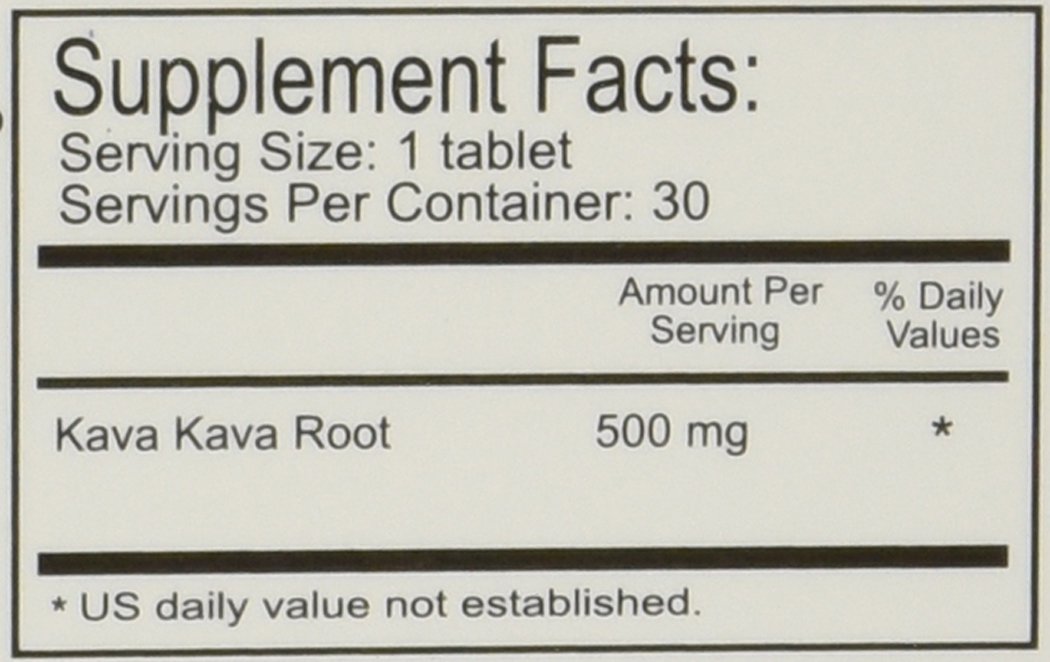 Supplement Facts:
Serving Size: 1 tablet
Servings Per Container: 30
Amount Per % Daily
Serving Values
Kava Kava Root 500 mg *
* US daily value not established.